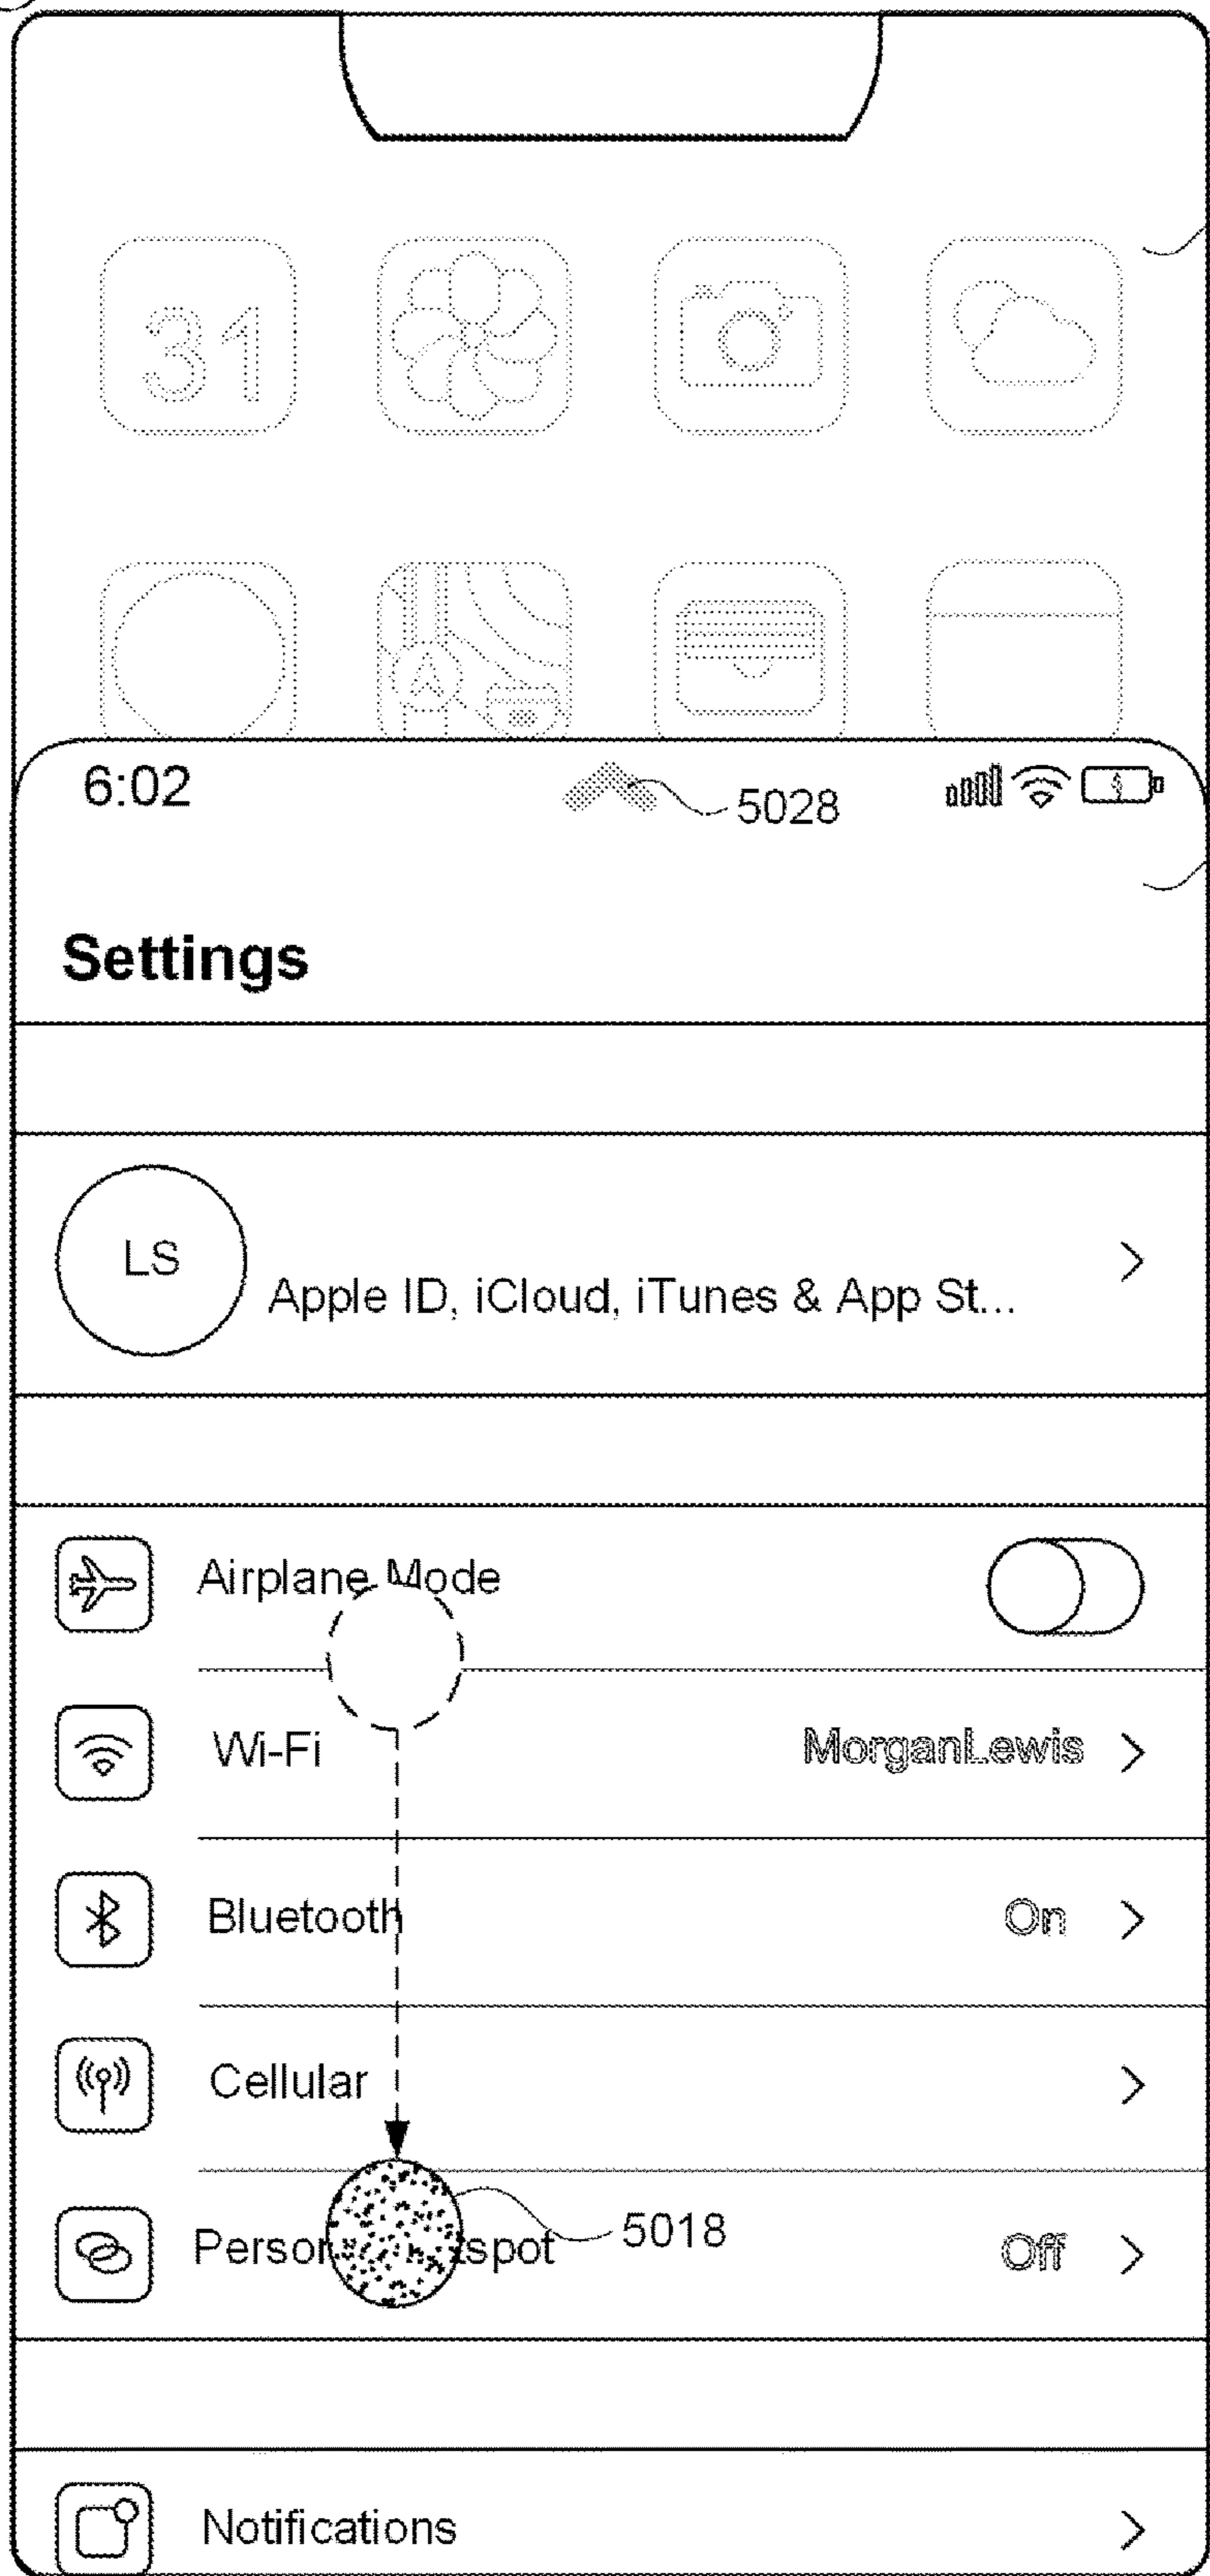 31
6:02
5028
Settings
LS
Apple ID, iCloud, iTunes & App St...
Airplane Mode
Wi-Fi MorganLewis
Bluetooth On
Cellular
5018
Off
Notifications